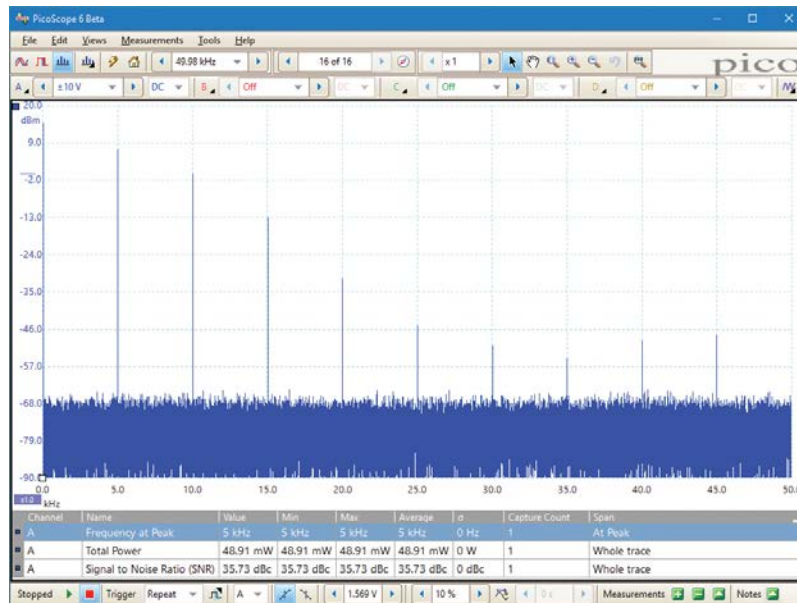 PicoScope 6 Beta
File Edit Views Measurements Tools Help
49.98 kHz 16 of 16 x 1
pico
A ±10 V DC B Off DC C Off DC D Off DC
20.0
dBm
9.0
-2.0
-13.0
-24.0
-35.0
-46.0
-57.0
-68.0
-79.0
-90.0
0.0 5.0 10.0 15.0 20.0 25.0 30.0 35.0 40.0 45.0 50.0
x1.0 kHz
Channel Name Value Min Max Average σ Capture Count Span
A Frequency at Peak 5 kHz 5 kHz 5 kHz 5 kHz 0 Hz 1 At Peak
A Total Power 48.91 mW 48.91 mW 48.91 mW 48.91 mW 0 W 1 Whole trace
A Signal to Noise Ratio (SNR) 35.73 dBc 35.73 dBc 35.73 dBc 35.73 dBc 0 dBc 1 Whole trace
Stopped Trigger Repeat A 1.569 V 10 % 0 s Measurements Notes